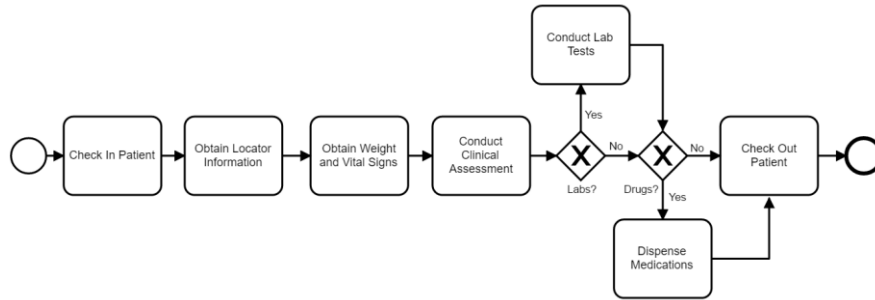 Conduct Lab
Tests
Yes
Check In Patient
Obtain Locator
Information
Obtain Weight
and Vital Signs
Conduct
Clinical
Assessment
X
No
X
No
Check Out
Patient
Labs?
Drugs?
Yes
Dispense
Medications